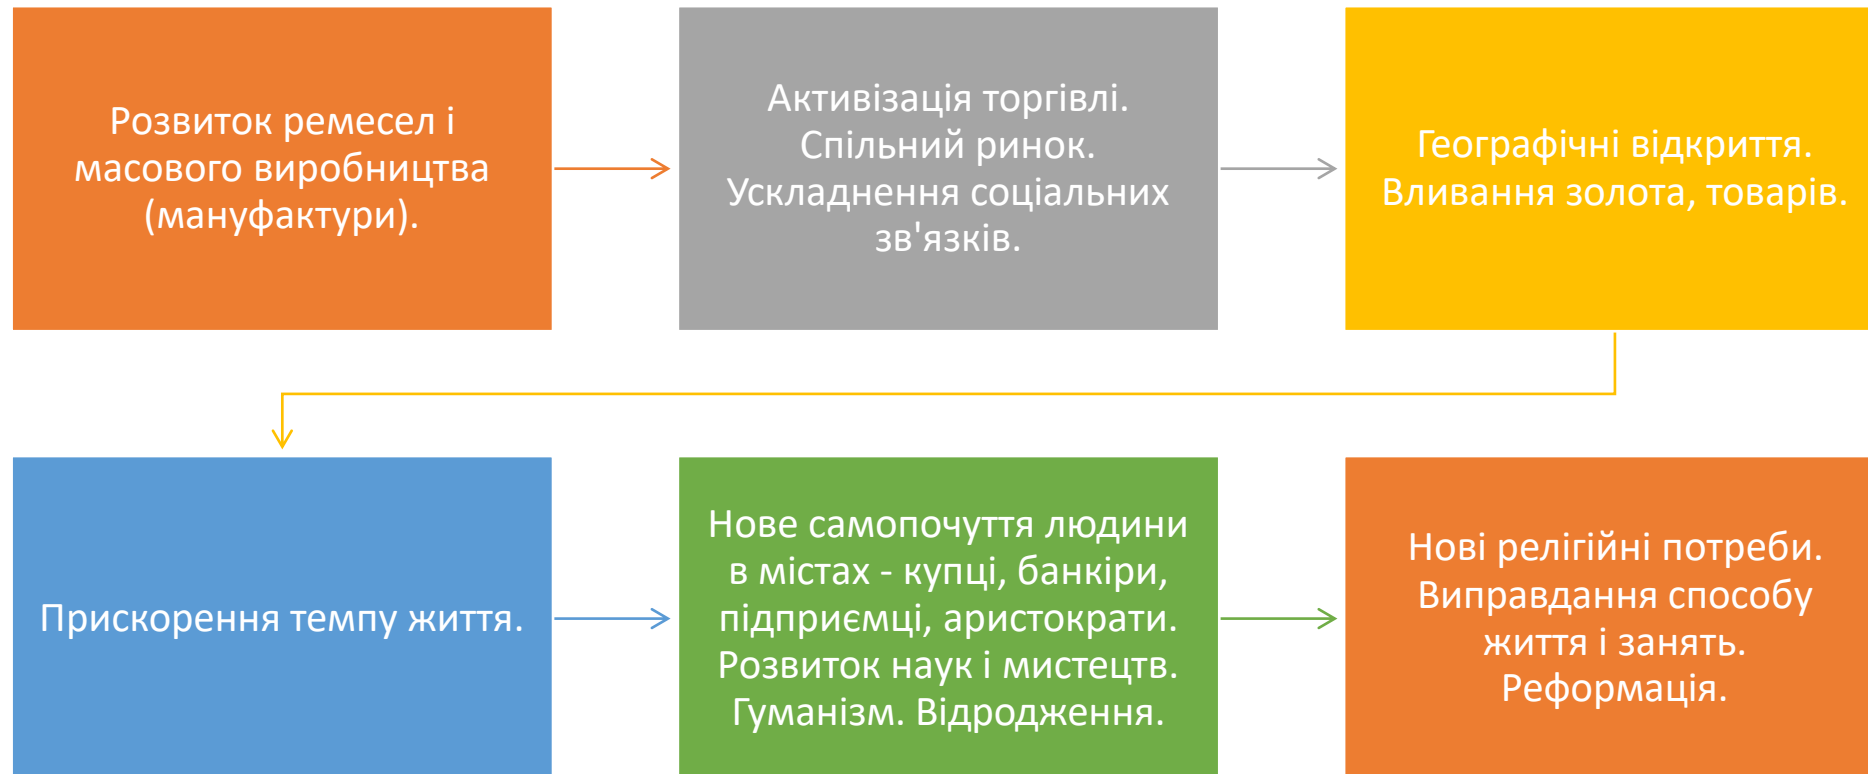 Розвиток ремесел і
масового виробництва
(мануфактури).
Активізація торгівлі.
Спільний ринок.
Ускладнення соціальних
зв'язків.
Географічні відкриття.
Вливання золота, товарів.
Прискорення темпу життя.
Нове самопочуття людини
в містах - купці, банкіри,
підприємці, аристократи.
Розвиток наук і мистецтв.
Гуманізм. Відродження.
Нові релігійні потреби.
Виправдання способу
життя і занять.
Реформація.